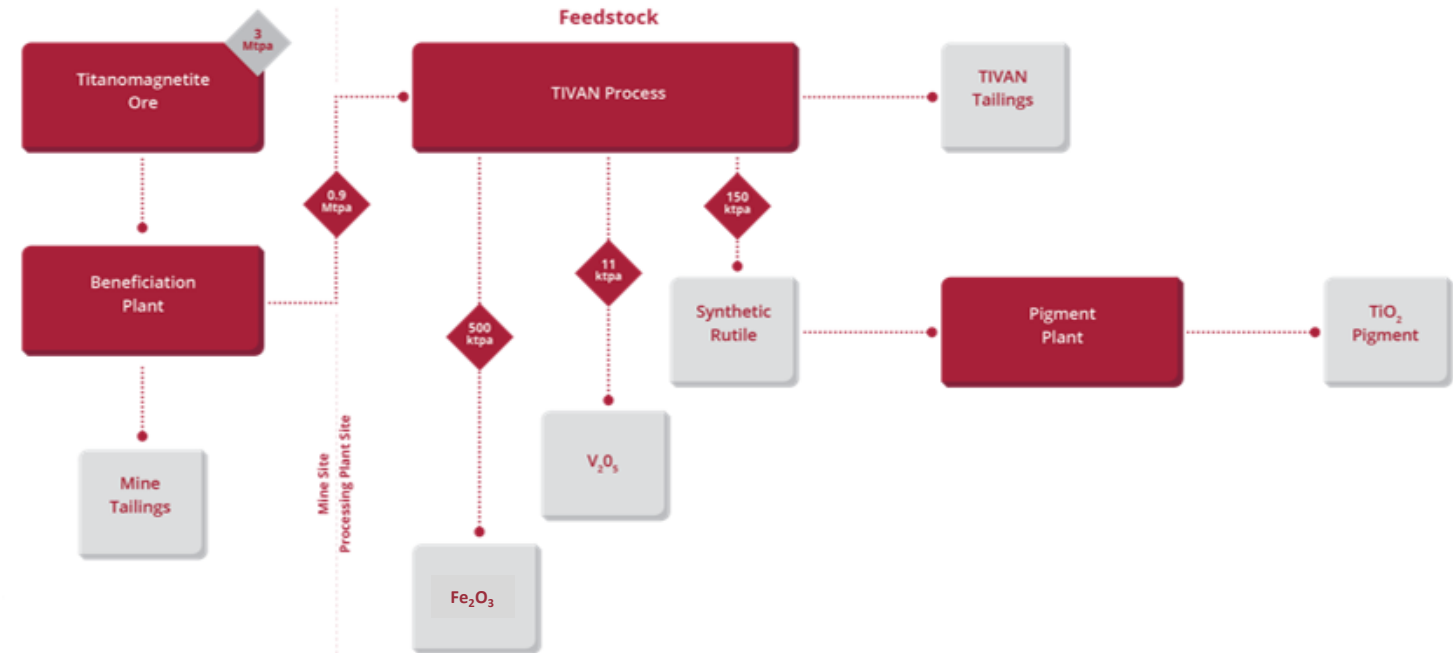 Feedstock
3
Mtpa
Titanomagnetite
Ore
TIVAN Process
TIVAN
Tailings
0.9
Mtpa
150
ktpa
Beneficiation
Plant
11
ktpa
500
ktpa
Synthetic
Rutile
Pigment
Plant
TiO₂
Pigment
Mine Site
Processing Plant Site
Mine
Tailings
V₂0₅
Fe₂O₃